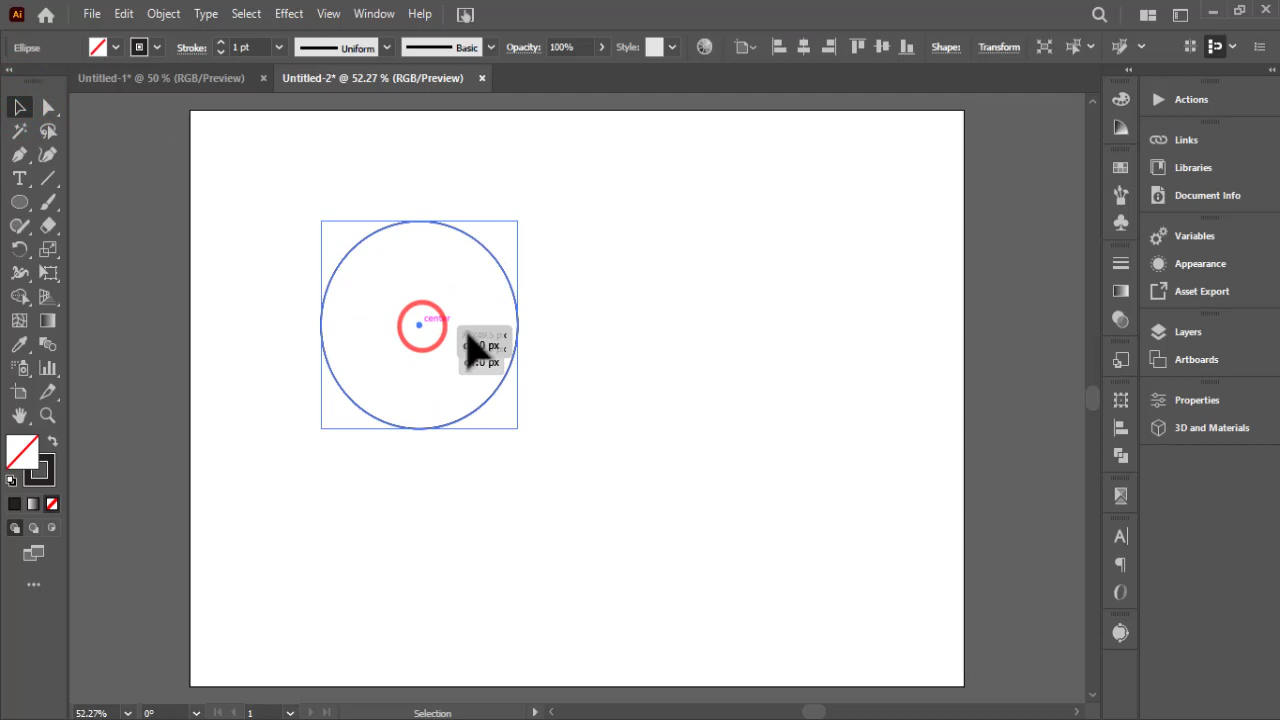 Ai File Edit Object Type Select Effect View Window Help
Ellipse Stroke: 1 pt Uniform Basic Opacity: 100% Style: Shape: Transform
Untitled-1* @ 50 % (RGB/Preview) × Untitled-2* @ 52.27 % (RGB/Preview) ×
Actions
Links
Libraries
Document Info
Variables
Appearance
Asset Export
Layers
Artboards
Properties
3D and Materials
center
52.27% 0° 1 Selection